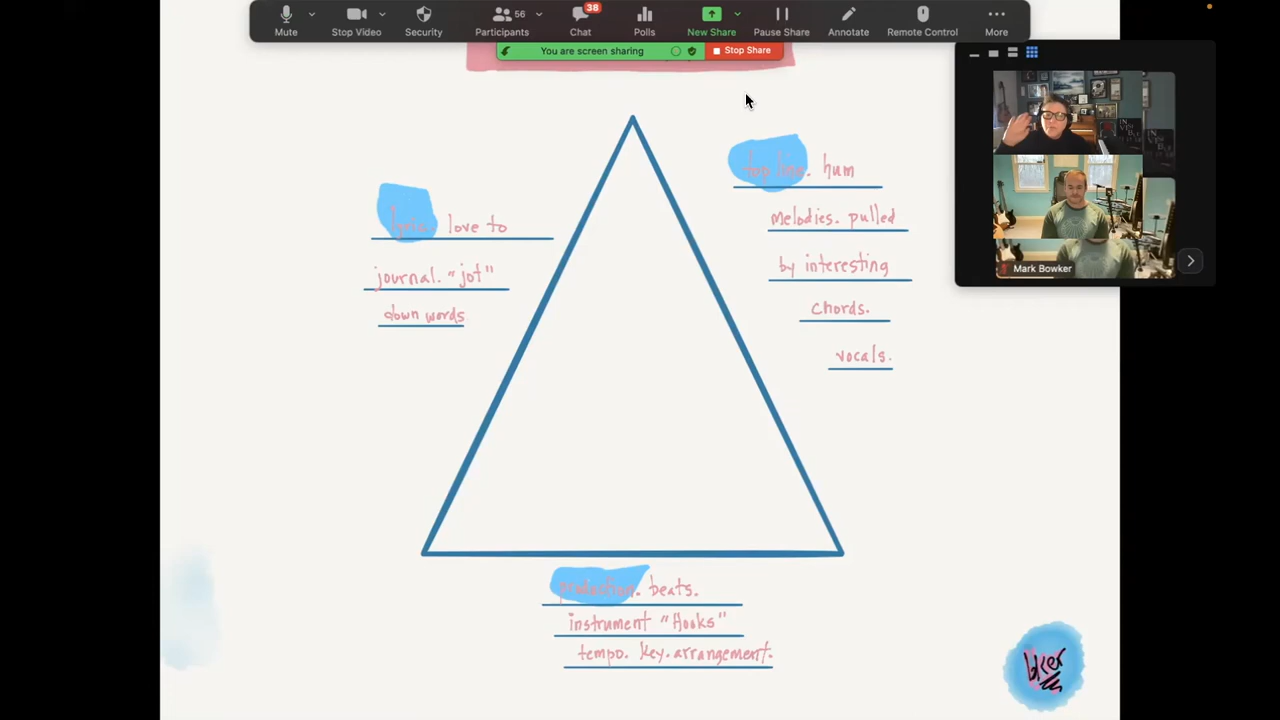 Mute
Stop Video
Security
Participants 56
Chat 38
Polls
New Share
Pause Share
Annotate
Remote Control
More
You are screen sharing
Stop Share
top line. hum
melodies. pulled
by interesting
chords.
vocals.
lyric. love to
journal. "jot"
down words
production. beats.
instrument "Hooks"
tempo. key. arrangement.
Mark Bowker